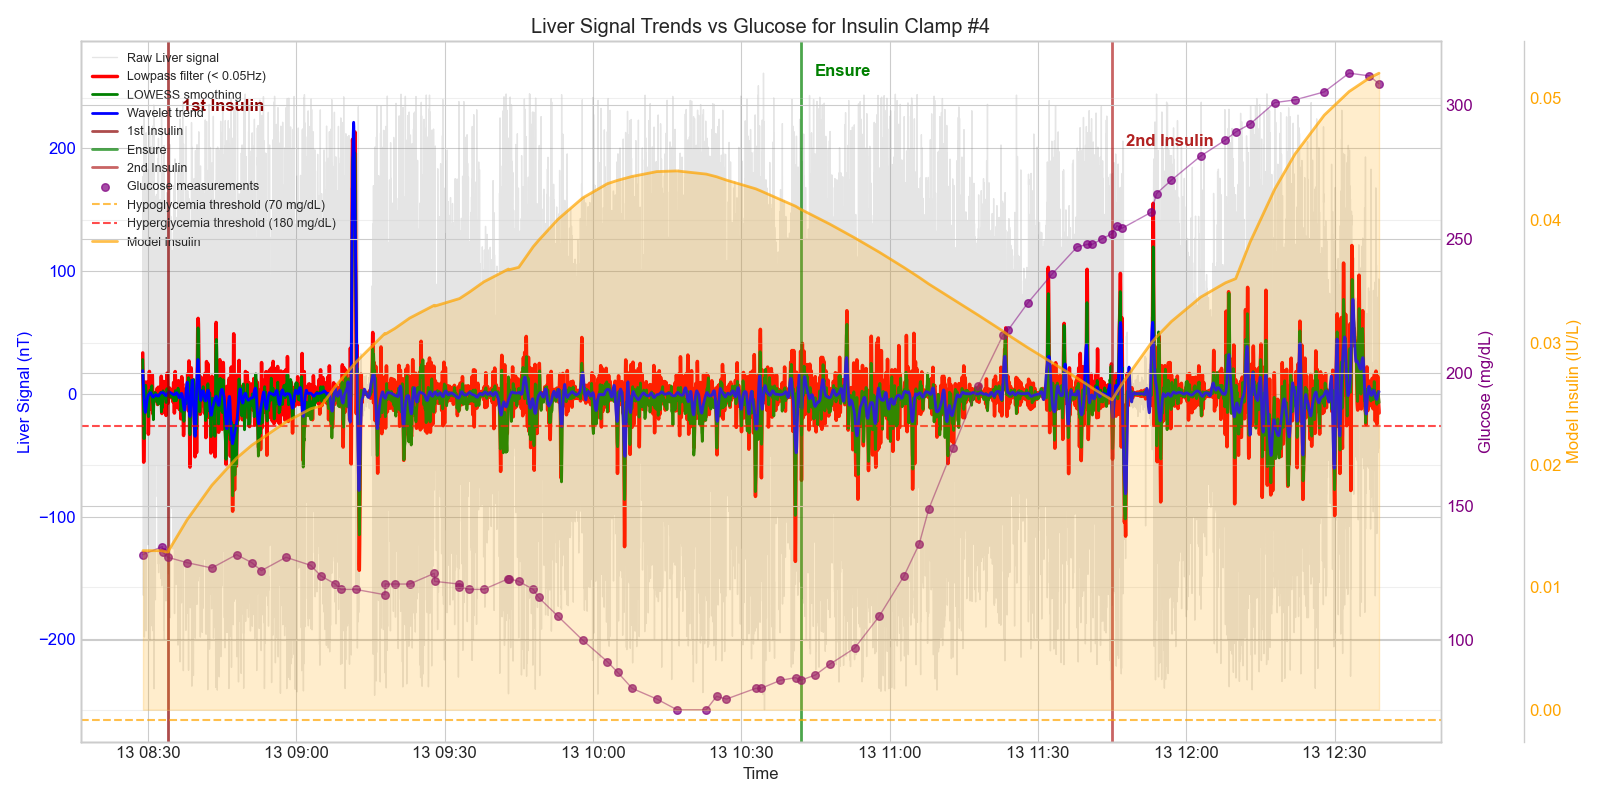 Liver Signal Trends vs Glucose for Insulin Clamp #4
Raw Liver signal
Lowpass filter (< 0.05Hz)
LOWESS smoothing
Wavelet trend
1st Insulin
Ensure
2nd Insulin
Glucose measurements
Hypoglycemia threshold (70 mg/dL)
Hyperglycemia threshold (180 mg/dL)
Model Insulin
1st Insulin
Ensure
2nd Insulin
Liver Signal (nT)
200
100
0
−100
−200
Glucose (mg/dL)
300
250
200
150
100
Model Insulin (IU/L)
0.05
0.04
0.03
0.02
0.01
0.00
13 08:30 13 09:00 13 09:30 13 10:00 13 10:30 13 11:00 13 11:30 13 12:00 13 12:30
Time